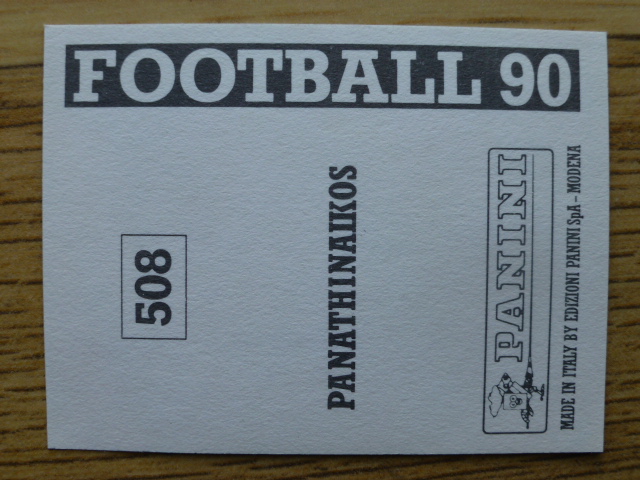 FOOTBALL 90
508
PANATHINAIKOS
PANINI
MADE IN ITALY BY EDIZIONI PANINI SpA - MODENA